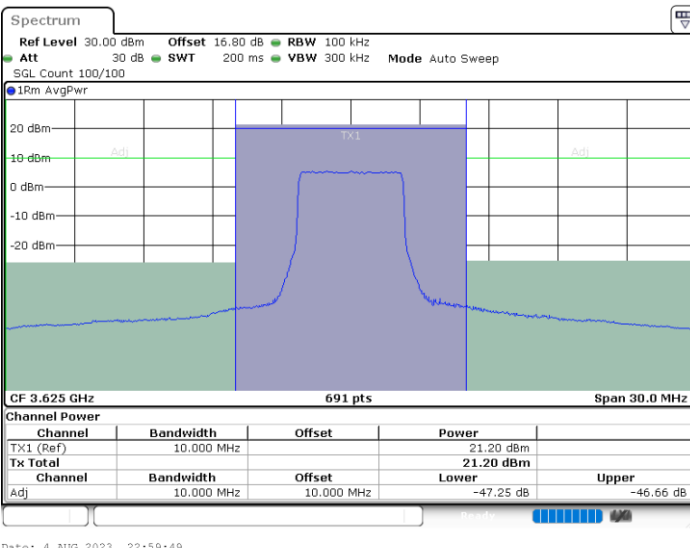 Spectrum
Ref Level 30.00 dBm Offset 16.80 dB RBW 100 kHz
Att 30 dB SWT 200 ms VBW 300 kHz Mode Auto Sweep
SGL Count 100/100
1Rm AvgPwr
20 dBm
TX1
Adj
Adj
10 dBm
0 dBm
-10 dBm
-20 dBm
CF 3.625 GHz 691 pts Span 30.0 MHz
Channel Power
Channel Bandwidth Offset Power
TX1 (Ref) 10.000 MHz 21.20 dBm
Tx Total 21.20 dBm
Channel Bandwidth Offset Lower Upper
Adj 10.000 MHz 10.000 MHz -47.25 dB -46.66 dB
Ready
Date: 4 AUG 2023 22:59:49